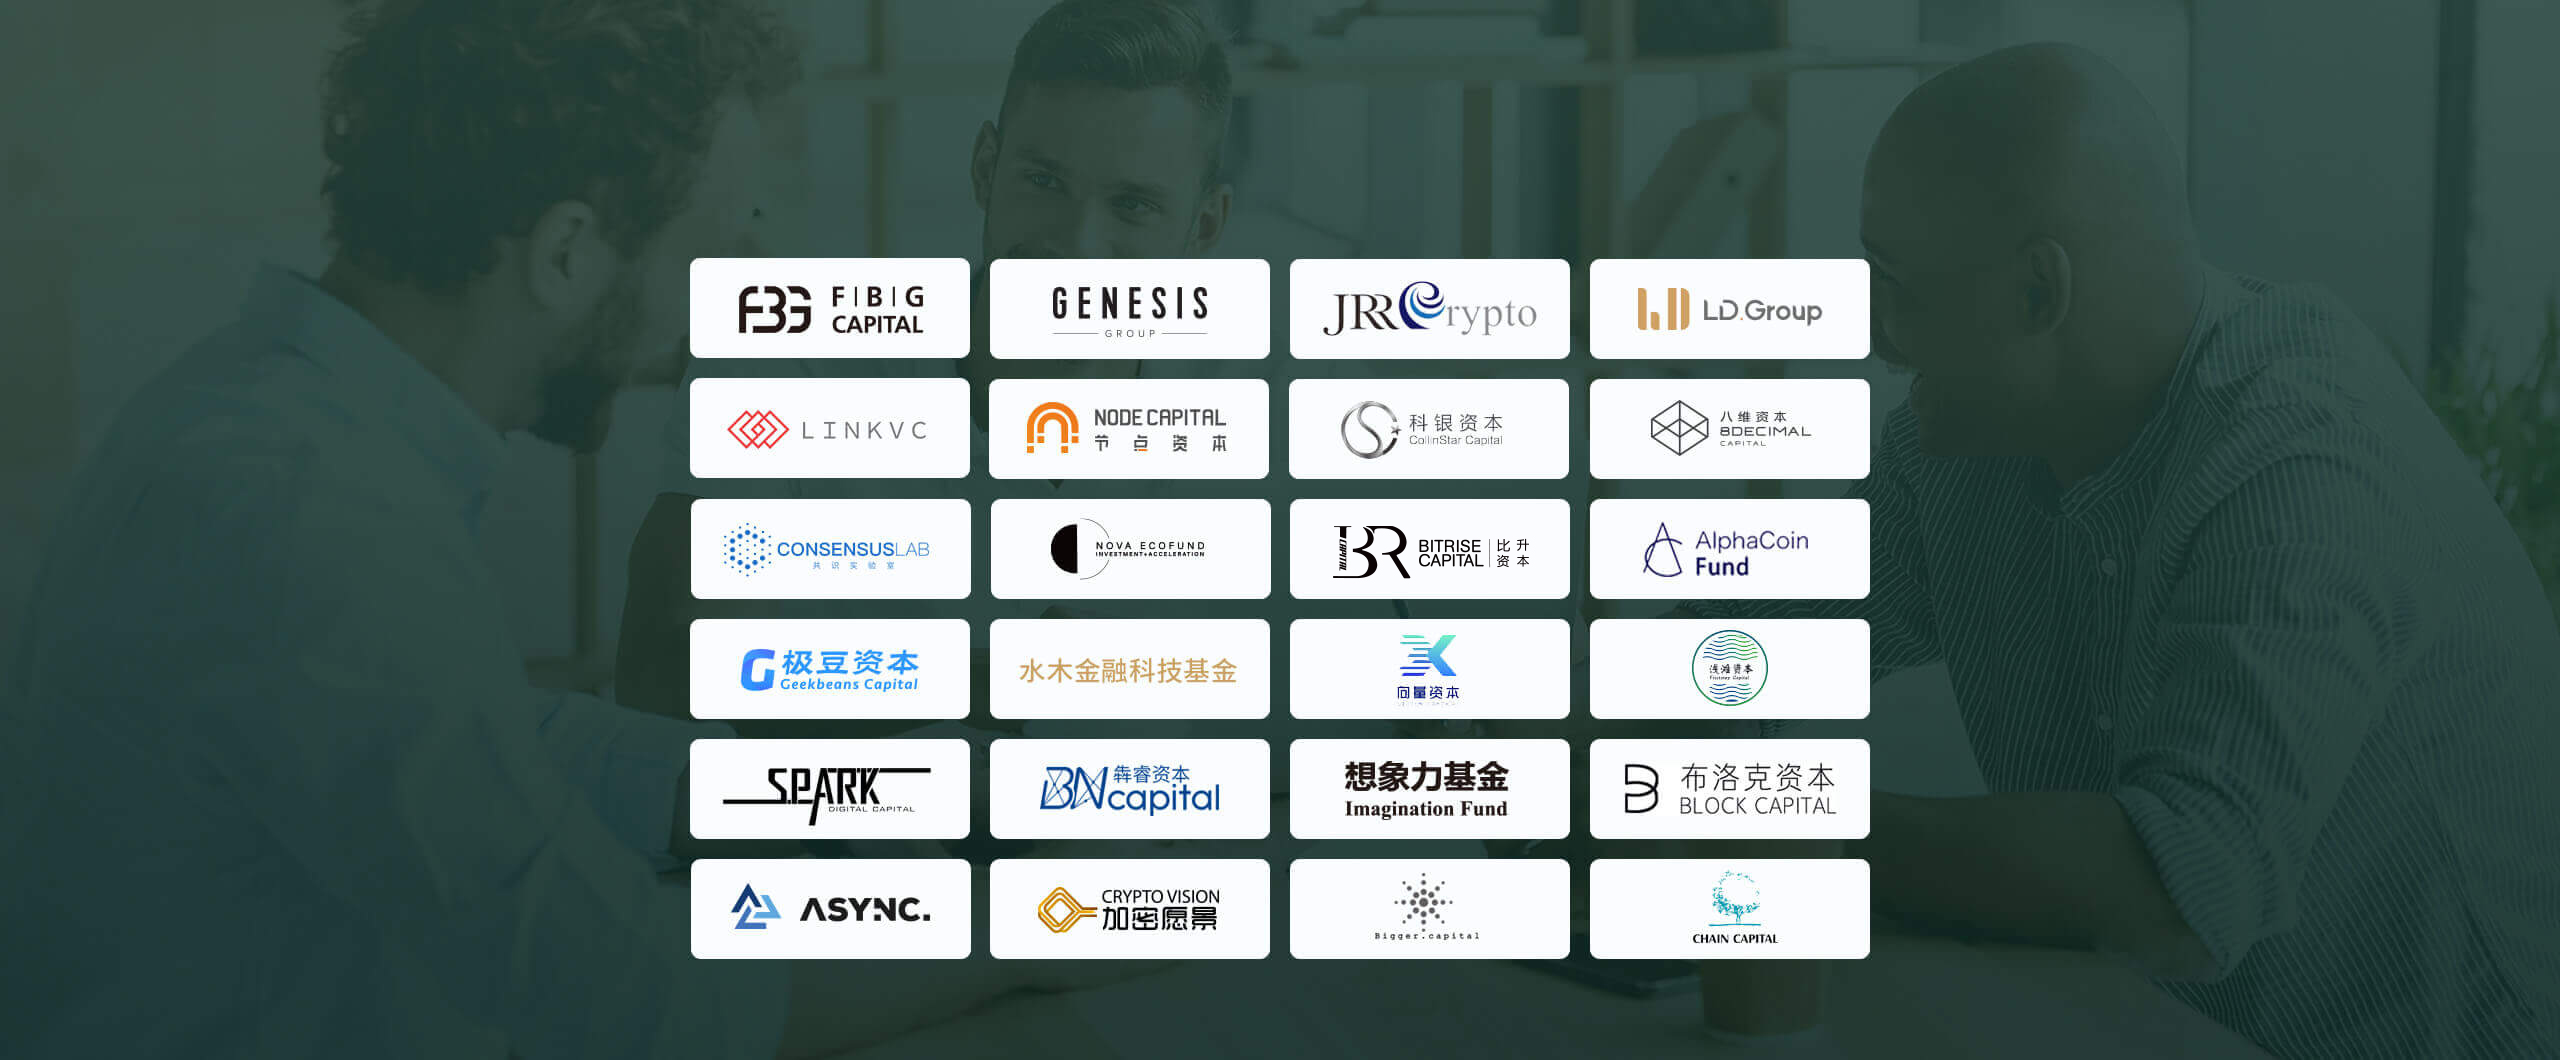 FBG
F|B|G
CAPITAL
GENESIS
GROUP
JRR Crypto
LD.Group
LINKVC
NODE CAPITAL
节点资本
科银资本
CollinStar Capital
八维资本
8DECIMAL
CAPITAL
CONSENSUSLAB
共识实验室
NOVA ECOFUND
INVESTMENT+ACCELERATION
CAPITAL
BR
BITRISE
CAPITAL
比升
资本
AlphaCoin
Fund
极豆资本
Geekbeans Capital
水木金融科技基金
向量资本
浅滩资本
SPARK
DIGITAL CAPITAL
BN
犇睿资本
capital
想象力基金
Imagination Fund
布洛克资本
BLOCK CAPITAL
ASYNC.
CRYPTO VISION
加密愿景
Bigger.capital
CHAIN CAPITAL